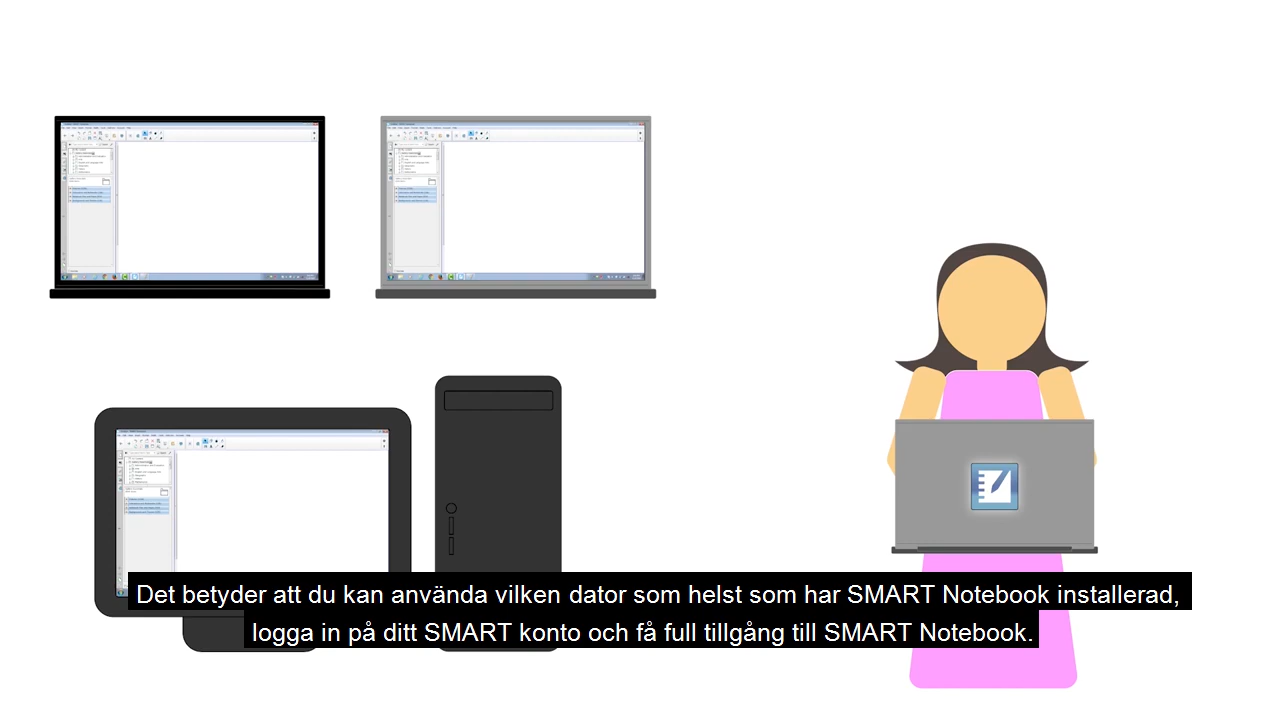 Det betyder att du kan använda vilken dator som helst som har SMART Notebook installerad,
logga in på ditt SMART konto och få full tillgång till SMART Notebook.